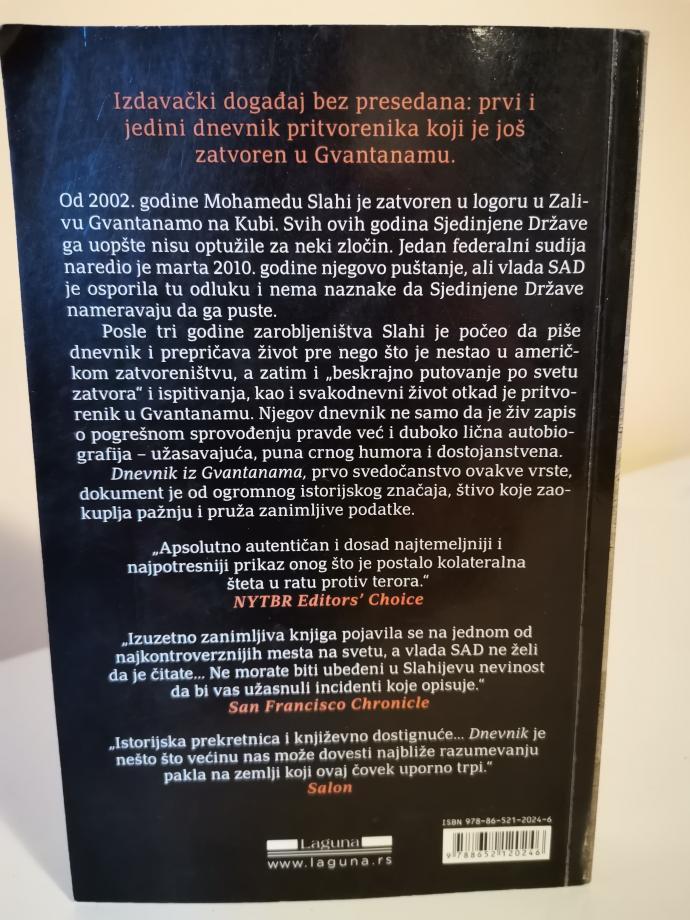 Izdavački događaj bez presedana: prvi i
jedini dnevnik pritvorenika koji je još
zatvoren u Gvantanamu.
Od 2002. godine Mohamedu Slahi je zatvoren u logoru u Zali-
vu Gvantanamo na Kubi. Svih ovih godina Sjedinjene Države
ga uopšte nisu optužile za neki zločin. Jedan federalni sudija
naredio je marta 2010. godine njegovo puštanje, ali vlada SAD
je osporila tu odluku i nema naznake da Sjedinjene Države
nameravaju da ga puste.
Posle tri godine zarobljeništva Slahi je počeo da piše
dnevnik i prepričava život pre nego što je nestao u američ-
kom zatvoreništvu, a zatim i „beskrajno putovanje po svetu
zatvora“ i ispitivanja, kao i svakodnevni život otkad je pritvo-
renik u Gvantanamu. Njegov dnevnik ne samo da je živ zapis
o pogrešnom sprovođenju pravde već i duboko lična autobio-
grafija – užasavajuća, puna crnog humora i dostojanstvena.
Dnevnik iz Gvantanama, prvo svedočanstvo ovakve vrste,
dokument je od ogromnog istorijskog značaja, štivo koje zao-
kuplja pažnju i pruža zanimljive podatke.
„Apsolutno autentičan i dosad najtemeljniji i
najpotresniji prikaz onog što je postalo kolateralna
šteta u ratu protiv terora.“
NYTBR Editors’ Choice
„Izuzetno zanimljiva knjiga pojavila se na jednom od
najkontroverznijih mesta na svetu, a vlada SAD ne želi
da je čitate... Ne morate biti ubeđeni u Slahijevu nevinost
da bi vas užasnuli incidenti koje opisuje.“
San Francisco Chronicle
„Istorijska prekretnica i književno dostignuće... Dnevnik je
nešto što većinu nas može dovesti najbliže razumevanju
pakla na zemlji koji ovaj čovek uporno trpi.“
Salon
Laguna
www.laguna.rs
ISBN 978-86-521-2024-6
9 788652 120246